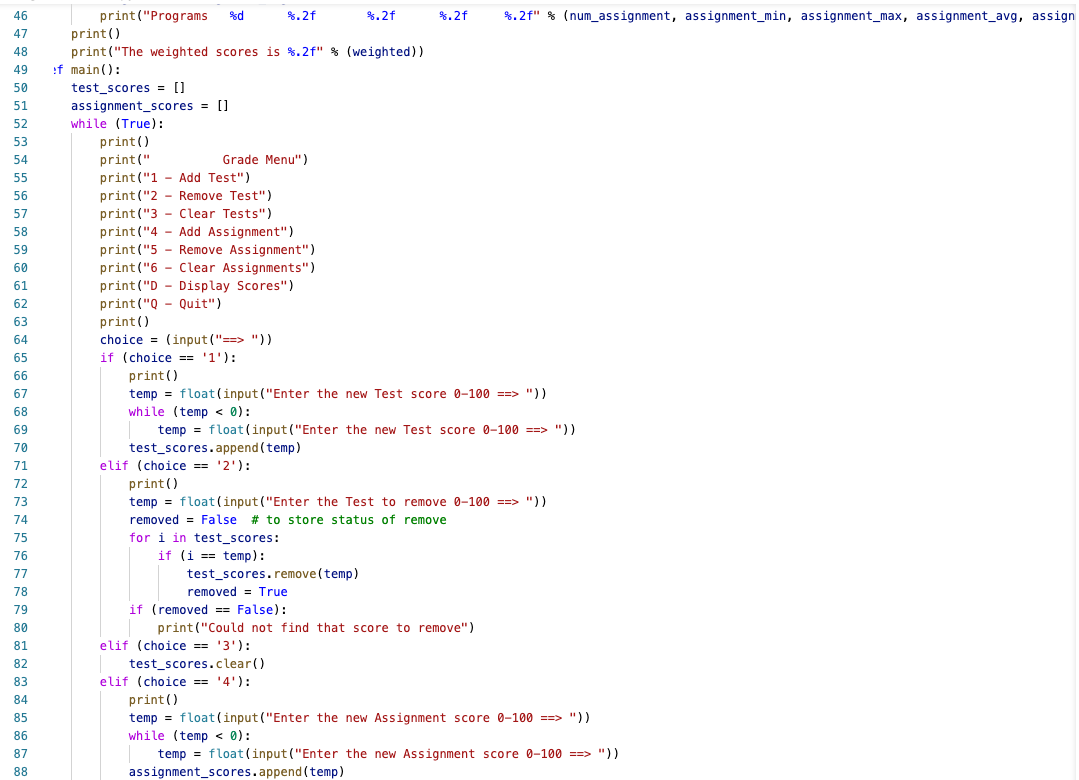 46 print("Programs %d %.2f %.2f %.2f %.2f" % (num_assignment, assignment_min, assignment_max, assignment_avg, assign
47 print()
48 print("The weighted scores is %.2f" % (weighted))
49 ef main():
50 test_scores = []
51 assignment_scores = []
52 while (True):
53 print()
54 print(" Grade Menu")
55 print("1 - Add Test")
56 print("2 - Remove Test")
57 print("3 - Clear Tests")
58 print("4 - Add Assignment")
59 print("5 - Remove Assignment")
60 print("6 - Clear Assignments")
61 print("D - Display Scores")
62 print("Q - Quit")
63 print()
64 choice = (input("==> "))
65 if (choice == '1'):
66 print()
67 temp = float(input("Enter the new Test score 0-100 ==> "))
68 while (temp < 0):
69 temp = float(input("Enter the new Test score 0-100 ==> "))
70 test_scores.append(temp)
71 elif (choice == '2'):
72 print()
73 temp = float(input("Enter the Test to remove 0-100 ==> "))
74 removed = False # to store status of remove
75 for i in test_scores:
76 if (i == temp):
77 test_scores.remove(temp)
78 removed = True
79 if (removed == False):
80 print("Could not find that score to remove")
81 elif (choice == '3'):
82 test_scores.clear()
83 elif (choice == '4'):
84 print()
85 temp = float(input("Enter the new Assignment score 0-100 ==> "))
86 while (temp < 0):
87 temp = float(input("Enter the new Assignment score 0-100 ==> "))
88 assignment_scores.append(temp)